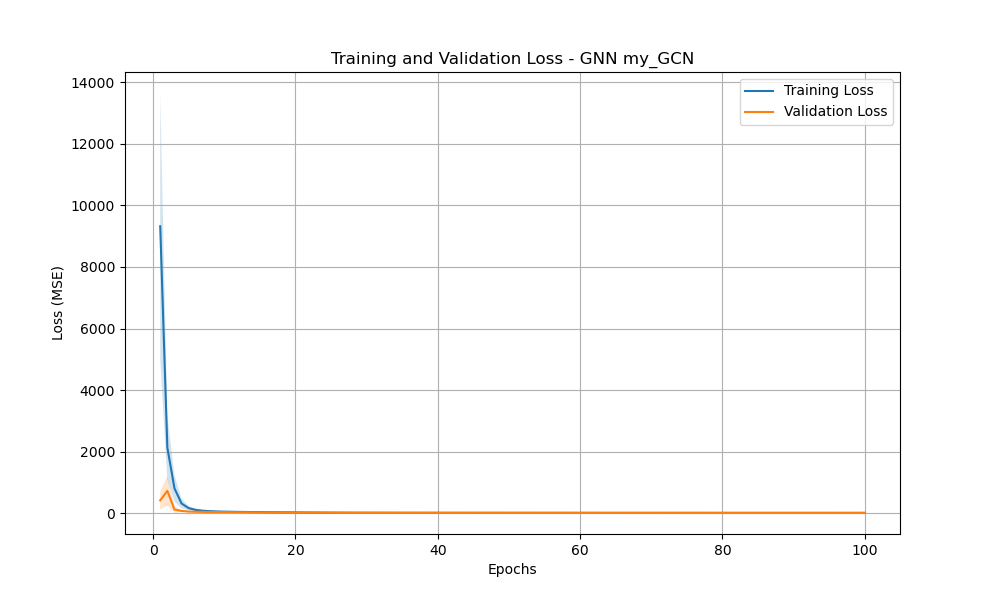 Training and Validation Loss - GNN my_GCN
Training Loss
Validation Loss
Loss (MSE)
14000
12000
10000
8000
6000
4000
2000
0
0 20 40 60 80 100
Epochs